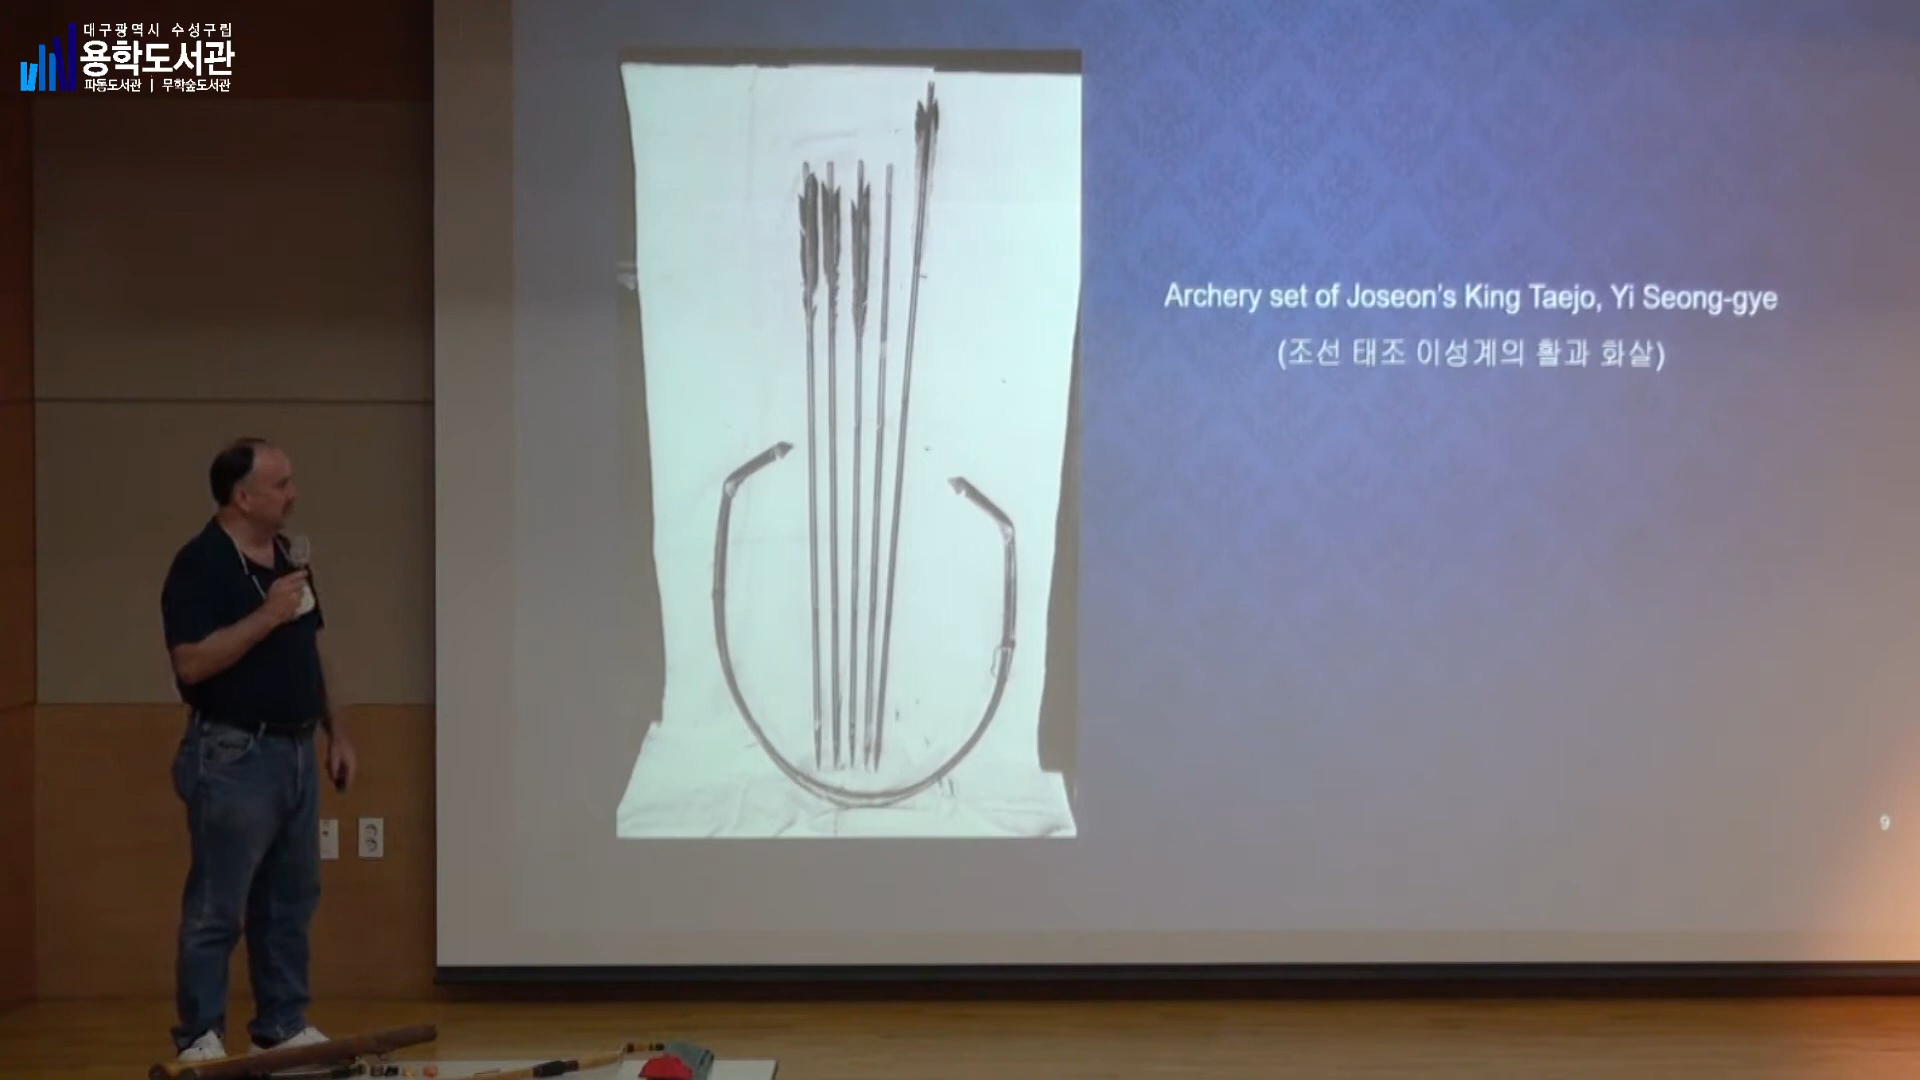 대구광역시 수성구립
용학도서관
파동도서관 | 무학숲도서관
Archery set of Joseon's King Taejo, Yi Seong-gye
(조선 태조 이성계의 활과 화살)
9